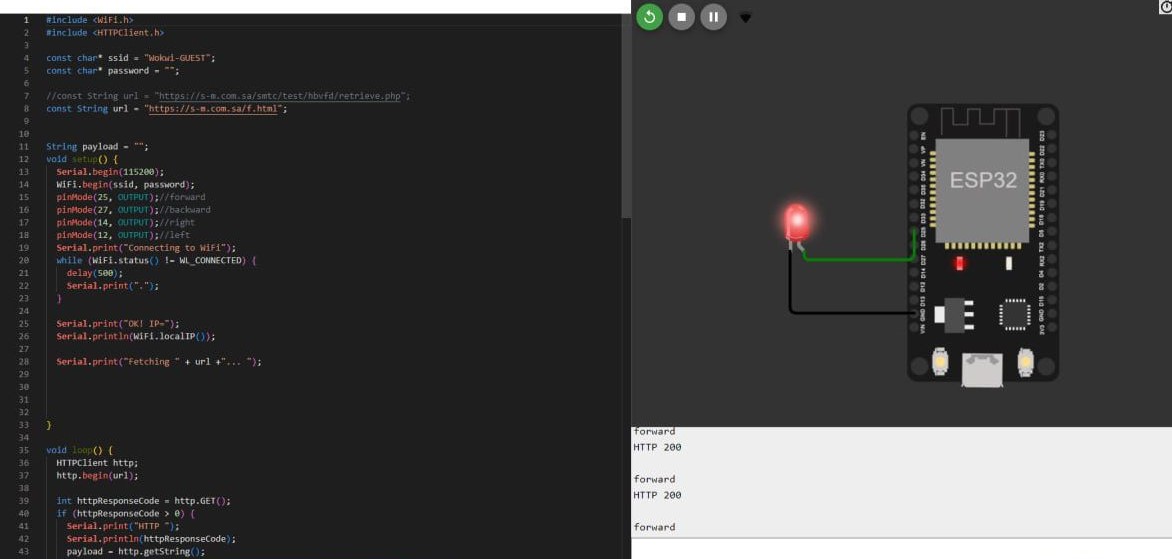 1 #include <WiFi.h>
2 #include <HTTPClient.h>
3
4 const char* ssid = "Wokwi-GUEST";
5 const char* password = "";
6
7 //const String url = "https://s-m.com.sa/smtc/test/hbvfd/retrieve.php";
8 const String url = "https://s-m.com.sa/f.html";
9
10
11 String payload = "";
12 void setup() {
13 Serial.begin(115200);
14 WiFi.begin(ssid, password);
15 pinMode(25, OUTPUT);//forward
16 pinMode(27, OUTPUT);//backward
17 pinMode(14, OUTPUT);//right
18 pinMode(12, OUTPUT);//left
19 Serial.print("Connecting to WiFi");
20 while (WiFi.status() != WL_CONNECTED) {
21 delay(500);
22 Serial.print(".");
23 }
24
25 Serial.print("OK! IP=");
26 Serial.println(WiFi.localIP());
27
28 Serial.print("Fetching " + url +"... ");
29
30
31
32
33 }
34
35 void loop() {
36 HTTPClient http;
37 http.begin(url);
38
39 int httpResponseCode = http.GET();
40 if (httpResponseCode > 0) {
41 Serial.print("HTTP ");
42 Serial.println(httpResponseCode);
43 payload = http.getString();
ESP32
EN
VP
VN
D34
D35
D32
D33
D25
D26
D27
D14
D12
D13
GND
VIN
D23
D22
TX0
RX0
D21
D19
D18
D5
TX2
RX2
D4
D2
D15
GND
3V3
forward
HTTP 200
forward
HTTP 200
forward